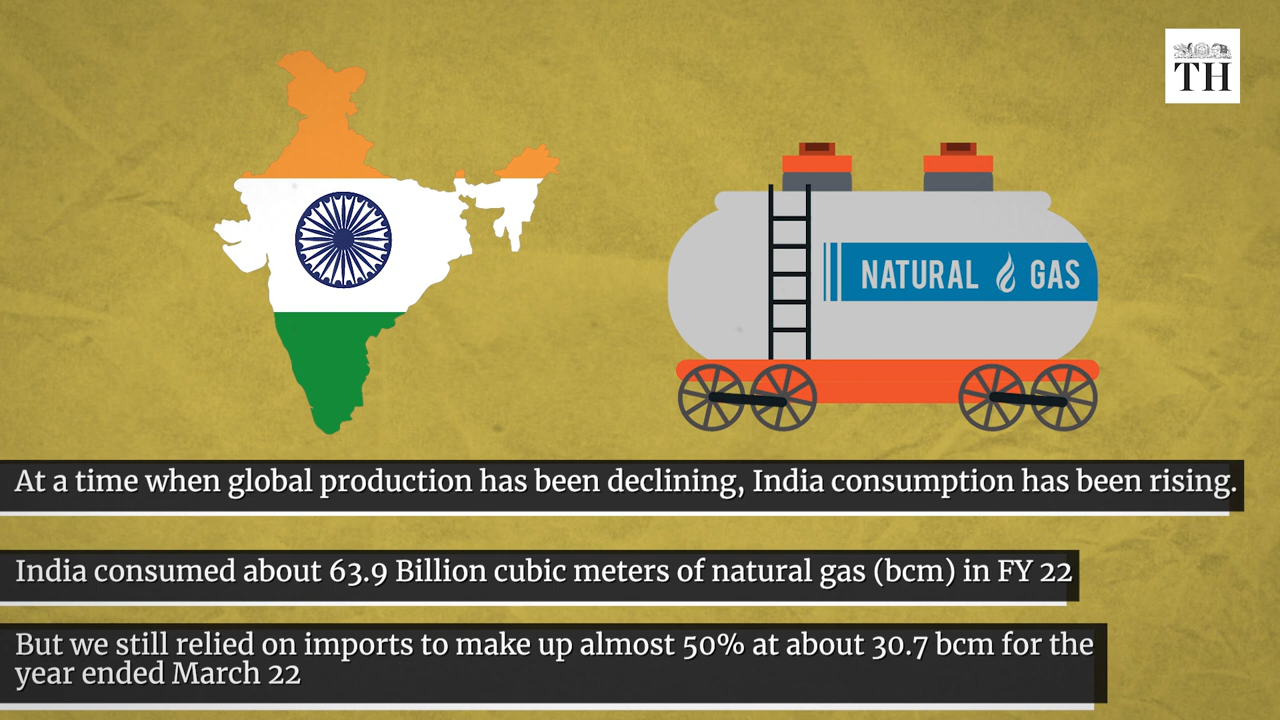 TH
NATURAL GAS
At a time when global production has been declining, India consumption has been rising.
India consumed about 63.9 Billion cubic meters of natural gas (bcm) in FY 22
But we still relied on imports to make up almost 50% at about 30.7 bcm for the
year ended March 22